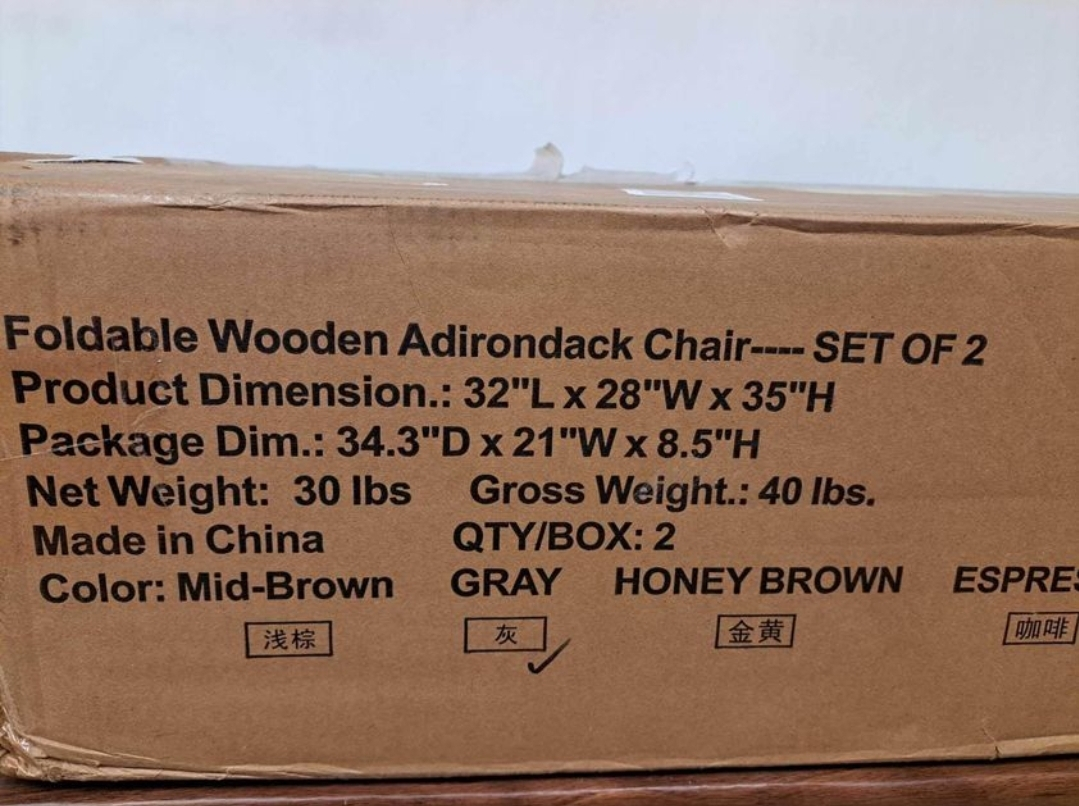 Foldable Wooden Adirondack Chair---- SET OF 2
Product Dimension.: 32"L x 28"W x 35"H
Package Dim.: 34.3"D x 21"W x 8.5"H
Net Weight: 30 lbs Gross Weight.: 40 lbs.
Made in China QTY/BOX: 2
Color: Mid-Brown GRAY HONEY BROWN ESPRES
浅棕 灰 金黄 咖啡